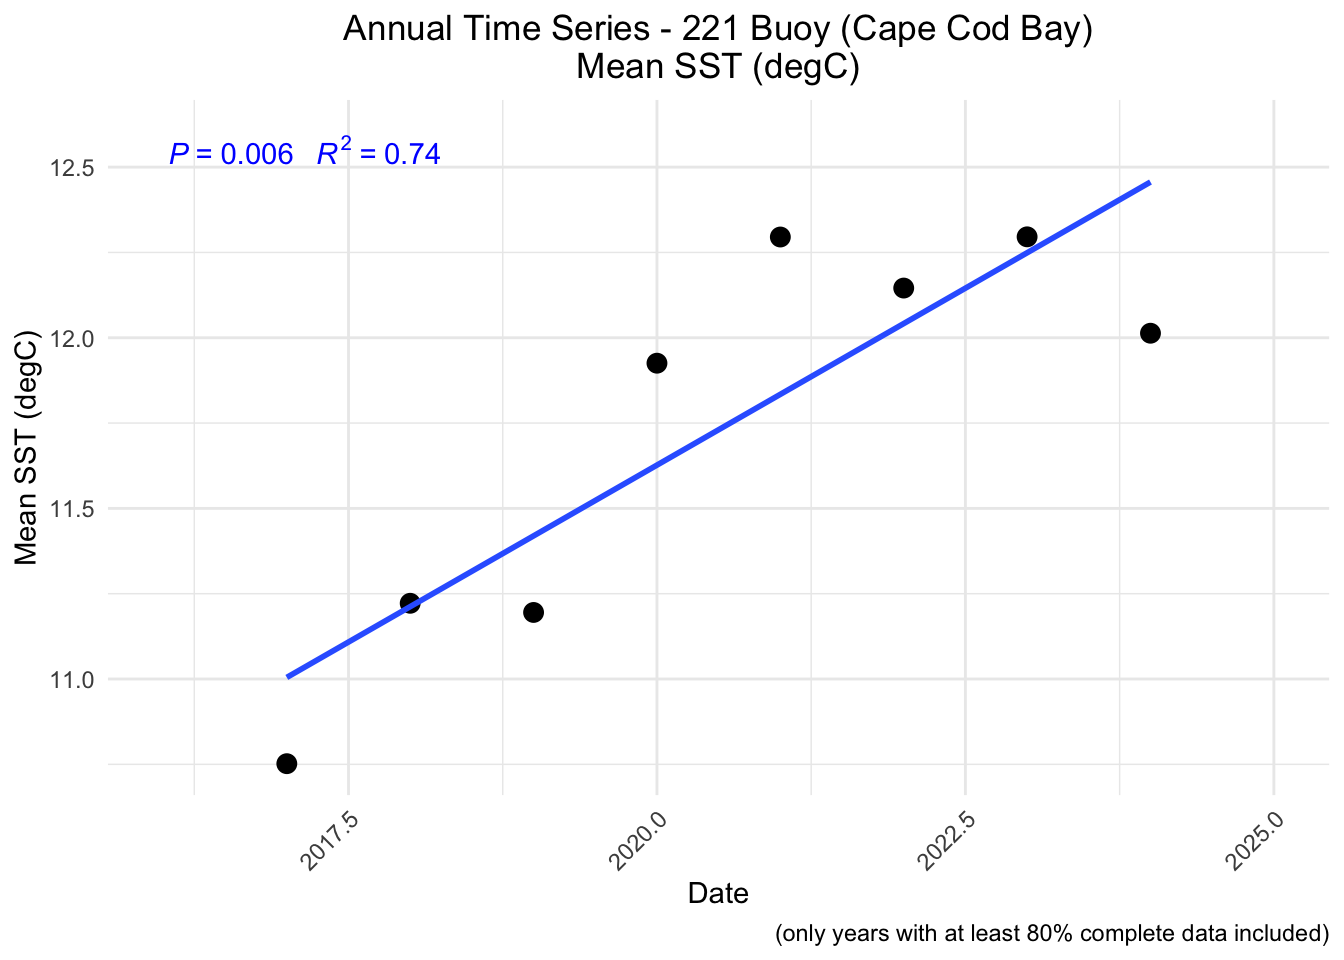 Annual Time Series - 221 Buoy (Cape Cod Bay)
Mean SST (degC)
P = 0.006 R² = 0.74
12.5
12.0
11.5
11.0
Mean SST (degC)
2017.5
2020.0
2022.5
2025.0
Date
(only years with at least 80% complete data included)